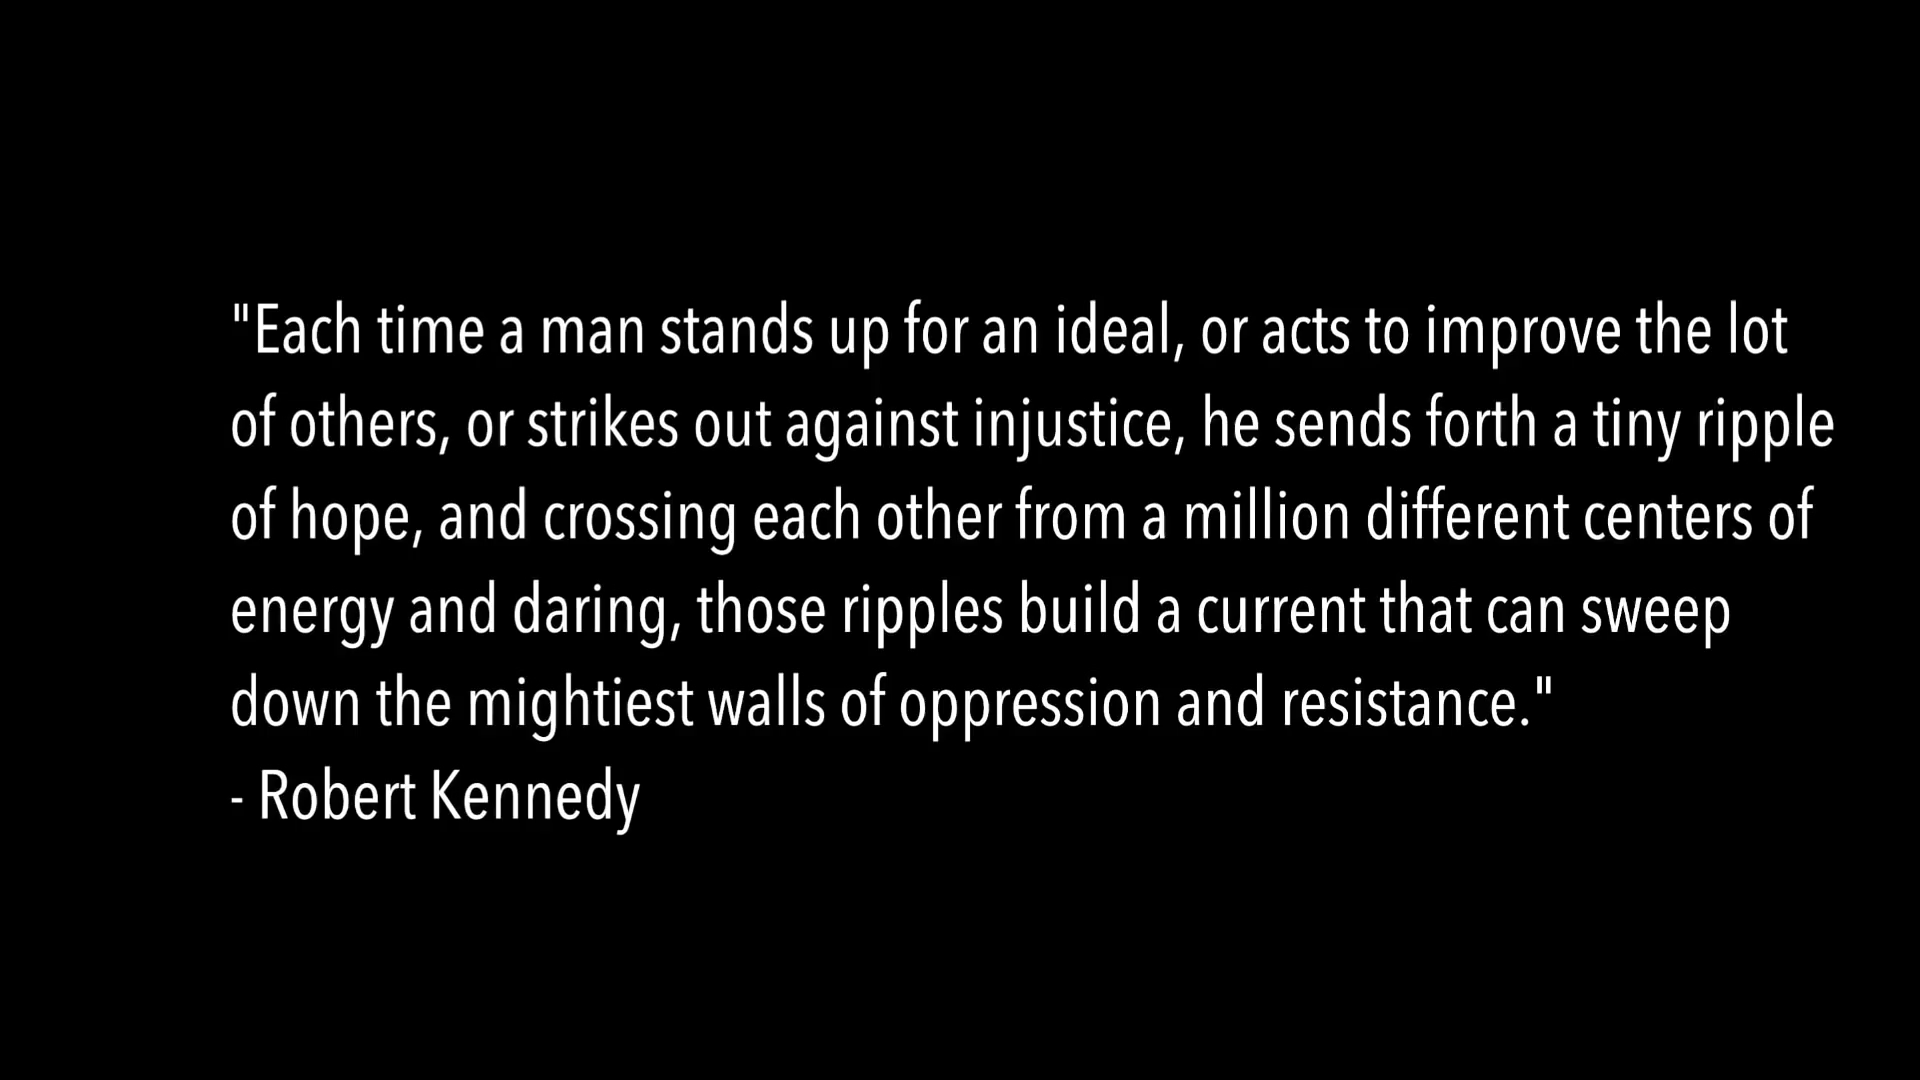 "Each time a man stands up for an ideal, or acts to improve the lot
of others, or strikes out against injustice, he sends forth a tiny ripple
of hope, and crossing each other from a million different centers of
energy and daring, those ripples build a current that can sweep
down the mightiest walls of oppression and resistance."
- Robert Kennedy